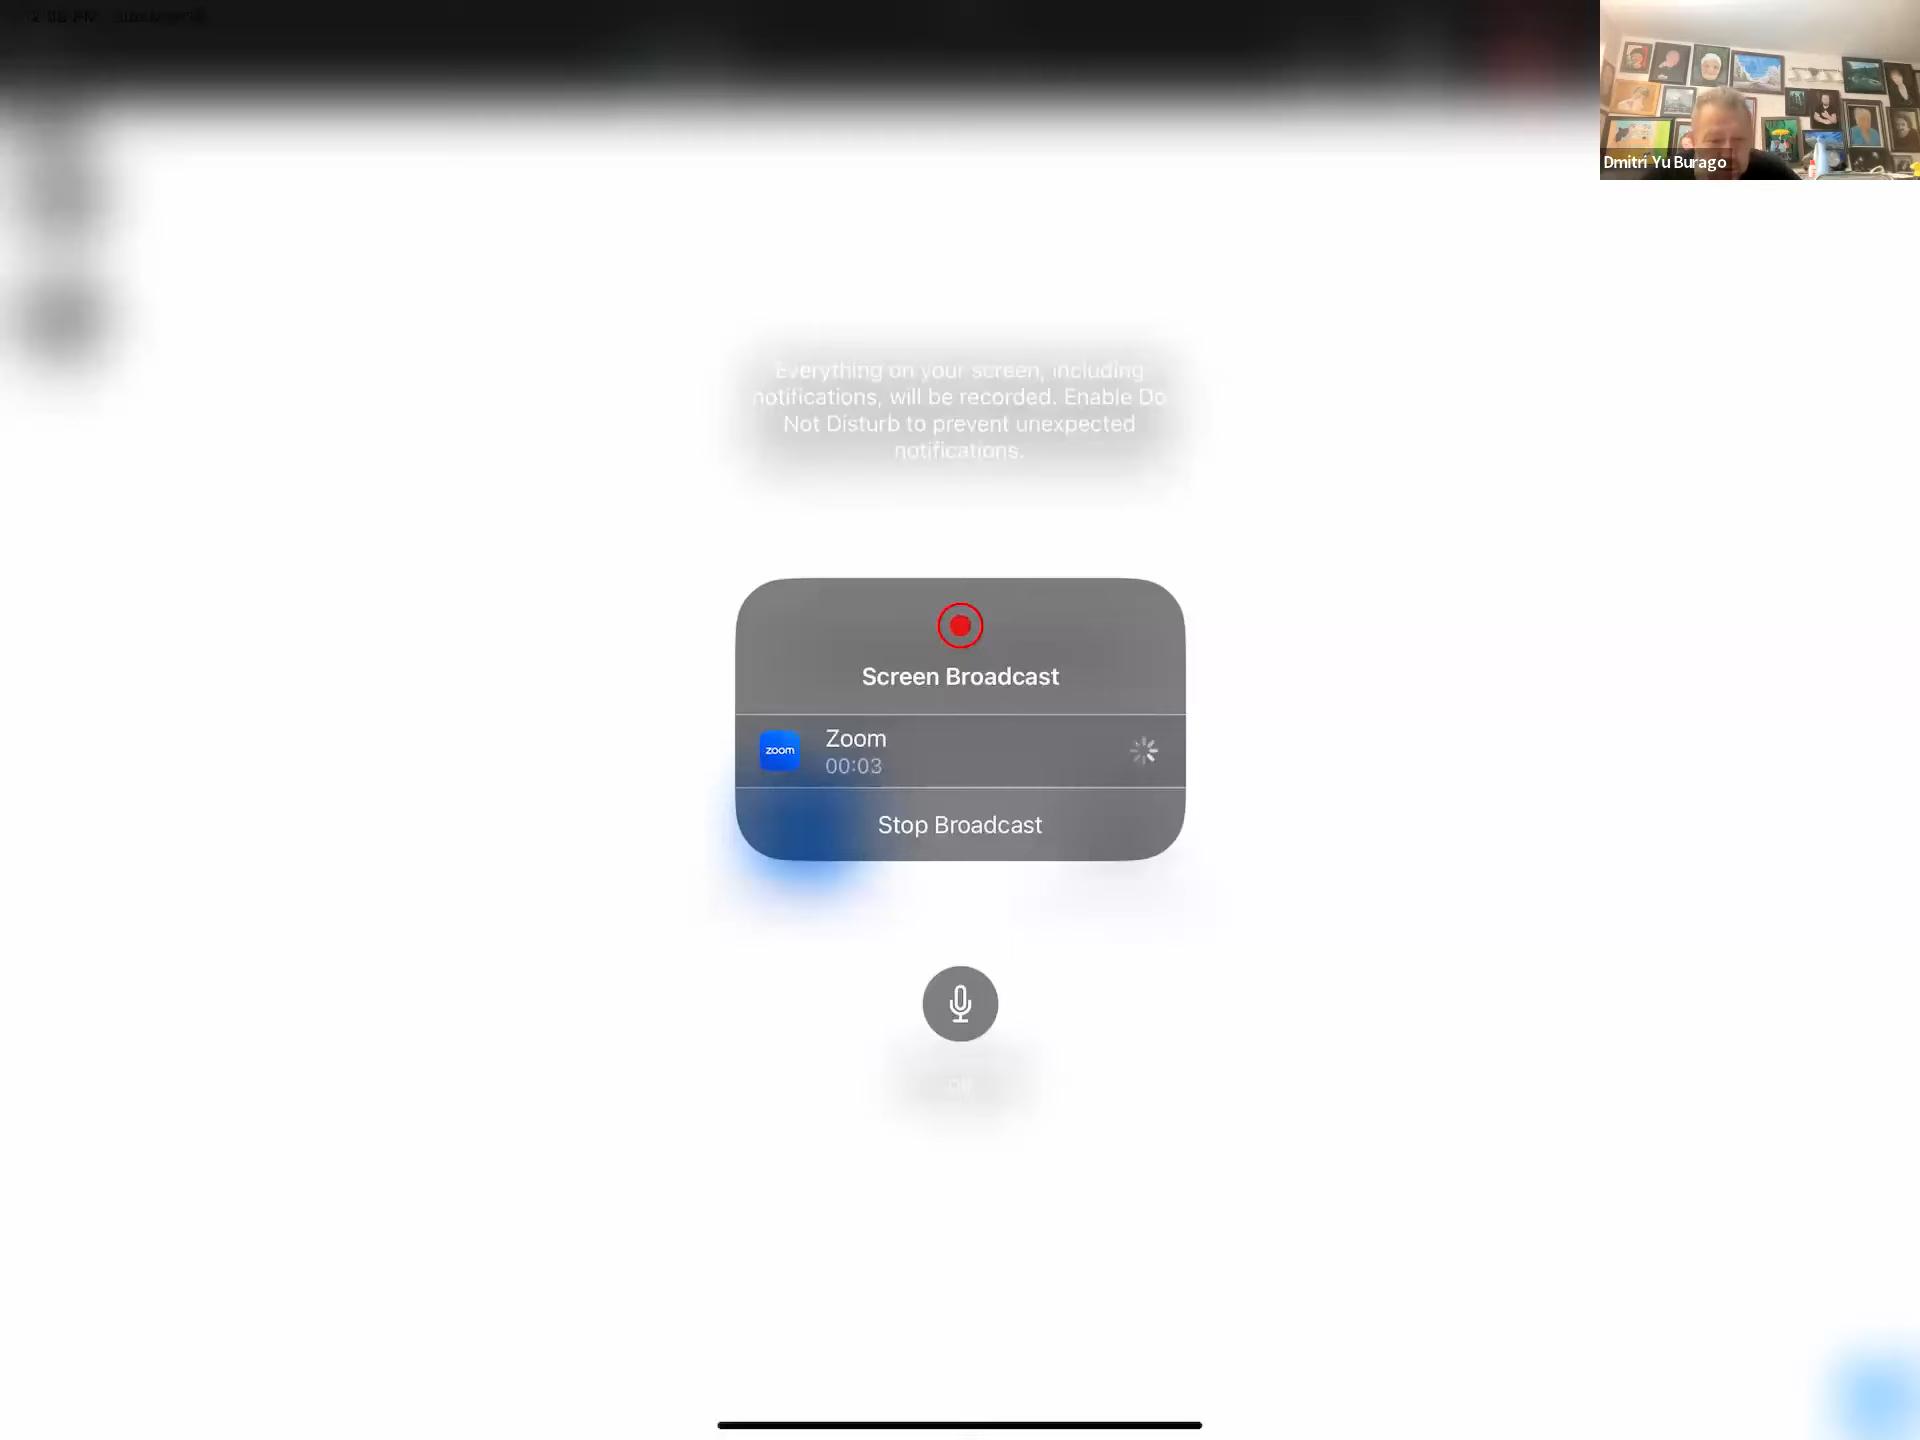 Dmitri Yu Burago
Everything on your screen, including
notifications, will be recorded. Enable Do
Not Disturb to prevent unexpected
notifications.
Screen Broadcast
zoom
Zoom
00:03
Stop Broadcast